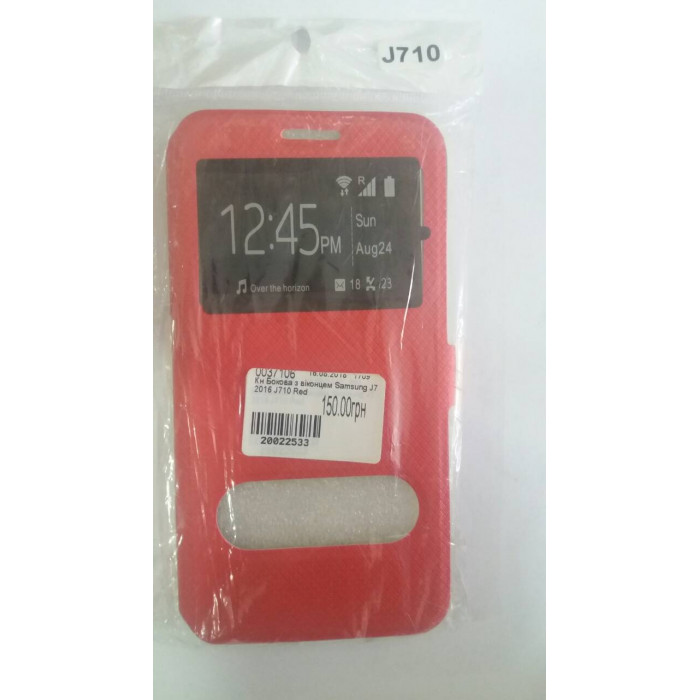 J710
R
12:45PM
Sun
Aug24
Over the horizon
18
/23
0037106
Кн Бокова з віконцем Samsung J7
2016 J710 Red
150.00грн
20022533